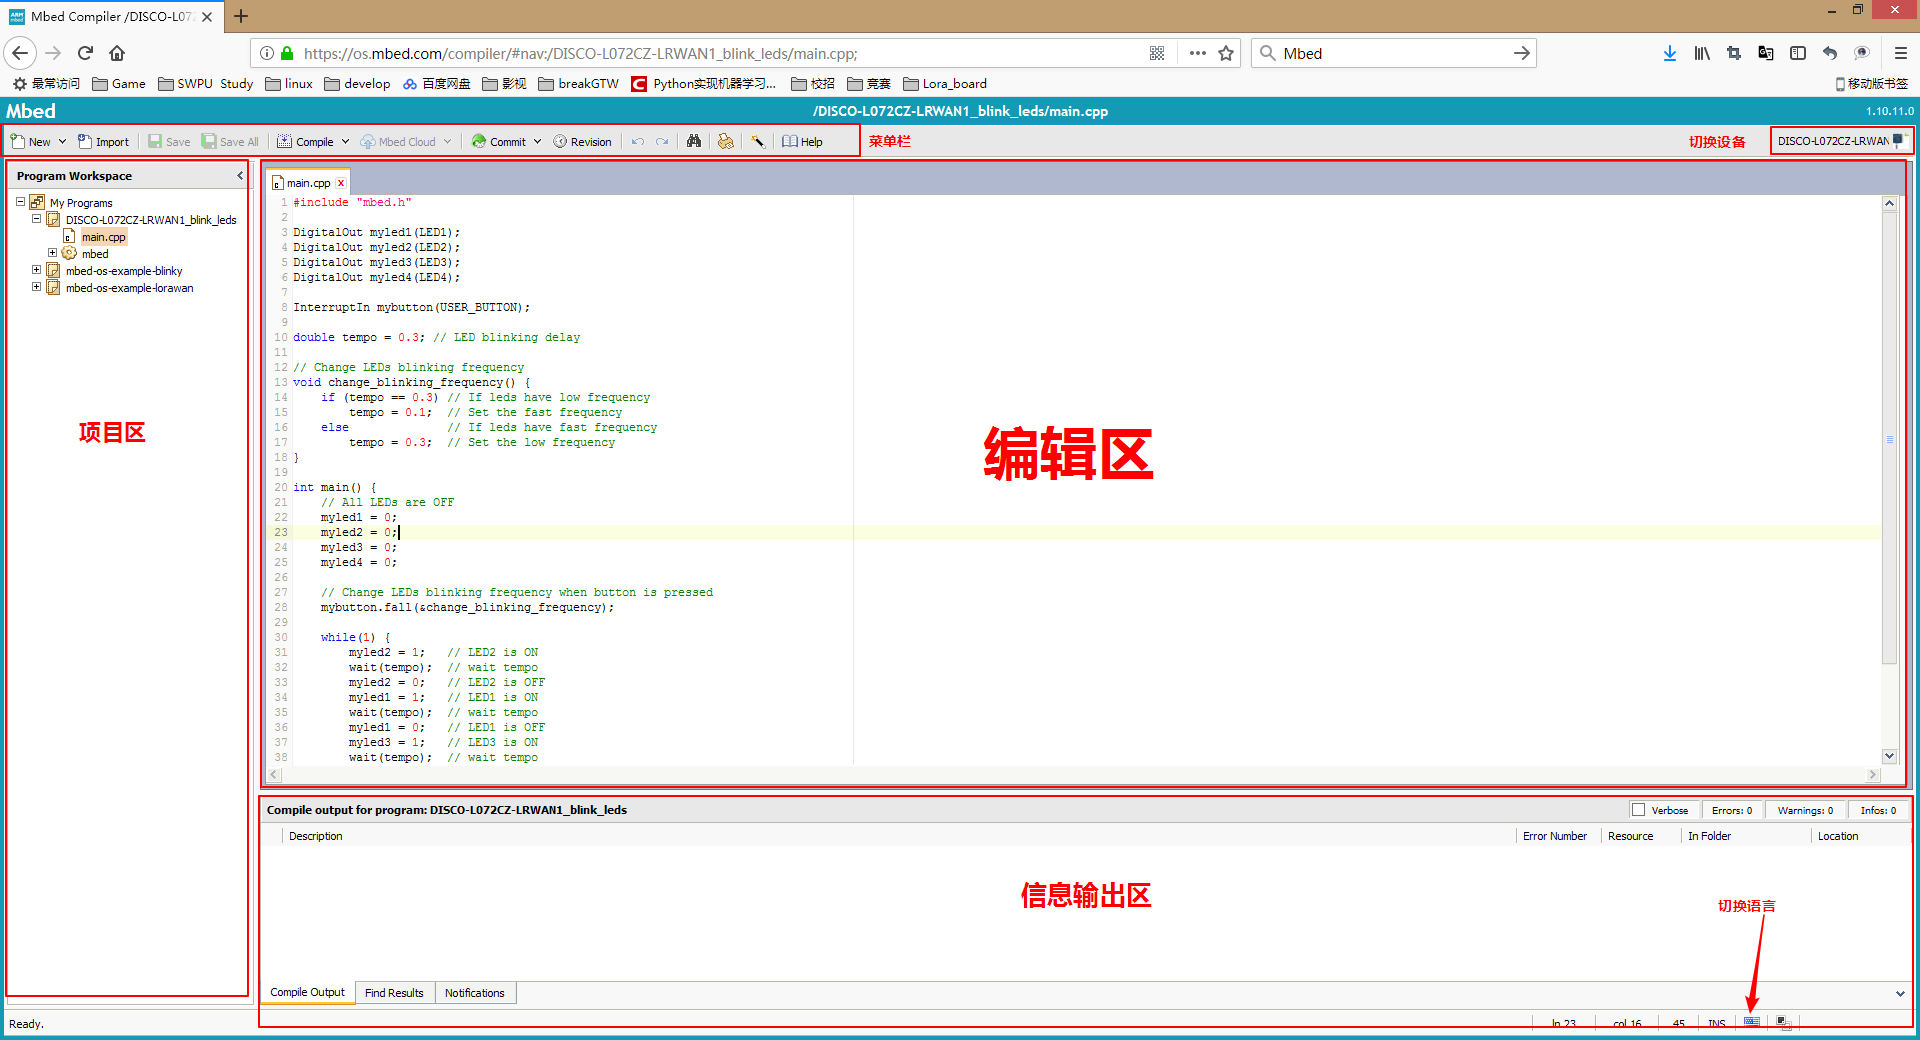 Mbed Compiler /DISCO-L07
https://os.mbed.com/compiler/#nav:/DISCO-L072CZ-LRWAN1_blink_leds/main.cpp;
Mbed
最常访问 Game SWPU Study linux develop 百度网盘 影视 breakGTW Python实现机器学习... 校招 竞赛 Lora_board 移动版书签
Mbed /DISCO-L072CZ-LRWAN1_blink_leds/main.cpp 1.10.11.0
New Import Save Save All Compile Mbed Cloud Commit Revision Help 菜单栏 切换设备 DISCO-L072CZ-LRWAN
Program Workspace
My Programs
DISCO-L072CZ-LRWAN1_blink_leds
main.cpp
mbed
mbed-os-example-blinky
mbed-os-example-lorawan
项目区
main.cpp
1 #include "mbed.h"
2
3 DigitalOut myled1(LED1);
4 DigitalOut myled2(LED2);
5 DigitalOut myled3(LED3);
6 DigitalOut myled4(LED4);
7
8 InterruptIn mybutton(USER_BUTTON);
9
10 double tempo = 0.3; // LED blinking delay
11
12 // Change LEDs blinking frequency
13 void change_blinking_frequency() {
14     if (tempo == 0.3) // If leds have low frequency
15         tempo = 0.1;  // Set the fast frequency
16     else              // If leds have fast frequency
17         tempo = 0.3;  // Set the low frequency
18 }
19
20 int main() {
21     // All LEDs are OFF
22     myled1 = 0;
23     myled2 = 0;
24     myled3 = 0;
25     myled4 = 0;
26
27     // Change LEDs blinking frequency when button is pressed
28     mybutton.fall(&change_blinking_frequency);
29
30     while(1) {
31         myled2 = 1;   // LED2 is ON
32         wait(tempo);  // wait tempo
33         myled2 = 0;   // LED2 is OFF
34         myled1 = 1;   // LED1 is ON
35         wait(tempo);  // wait tempo
36         myled1 = 0;   // LED1 is OFF
37         myled3 = 1;   // LED3 is ON
38         wait(tempo);  // wait tempo
编辑区
Compile output for program: DISCO-L072CZ-LRWAN1_blink_leds Verbose Errors: 0 Warnings: 0 Infos: 0
Description Error Number Resource In Folder Location
信息输出区
切换语言
Compile Output Find Results Notifications
Ready. ln 23 col 16 45 INS